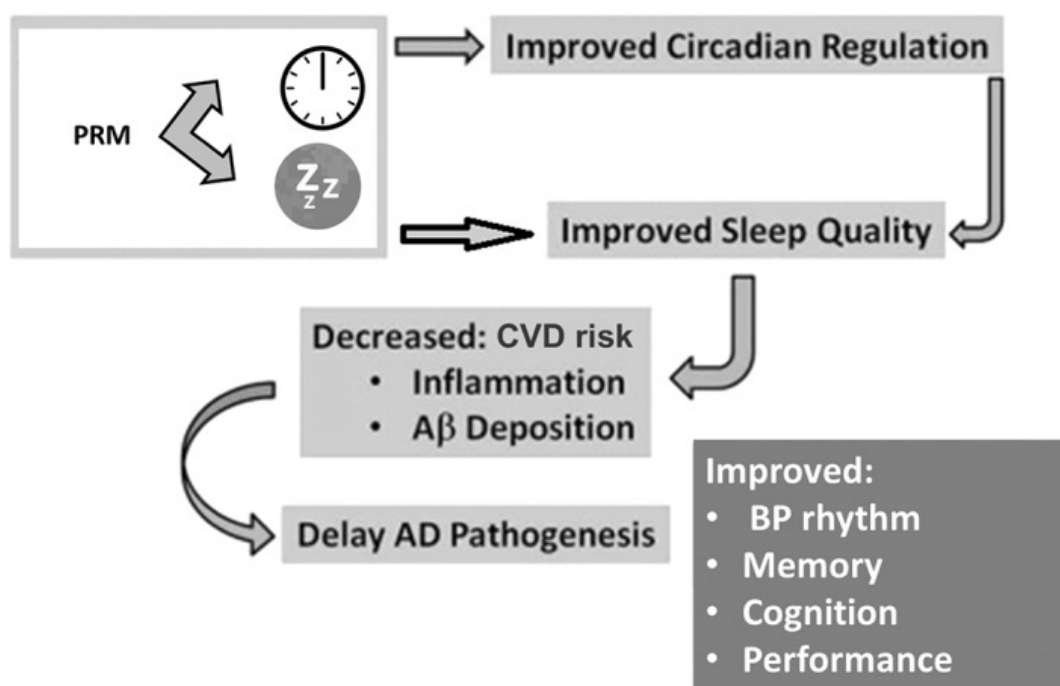 Improved Circadian Regulation
PRM
Z
Z
z
Improved Sleep Quality
Decreased: CVD risk
• Inflammation
• Aβ Deposition
Delay AD Pathogenesis
Improved:
• BP rhythm
• Memory
• Cognition
• Performance